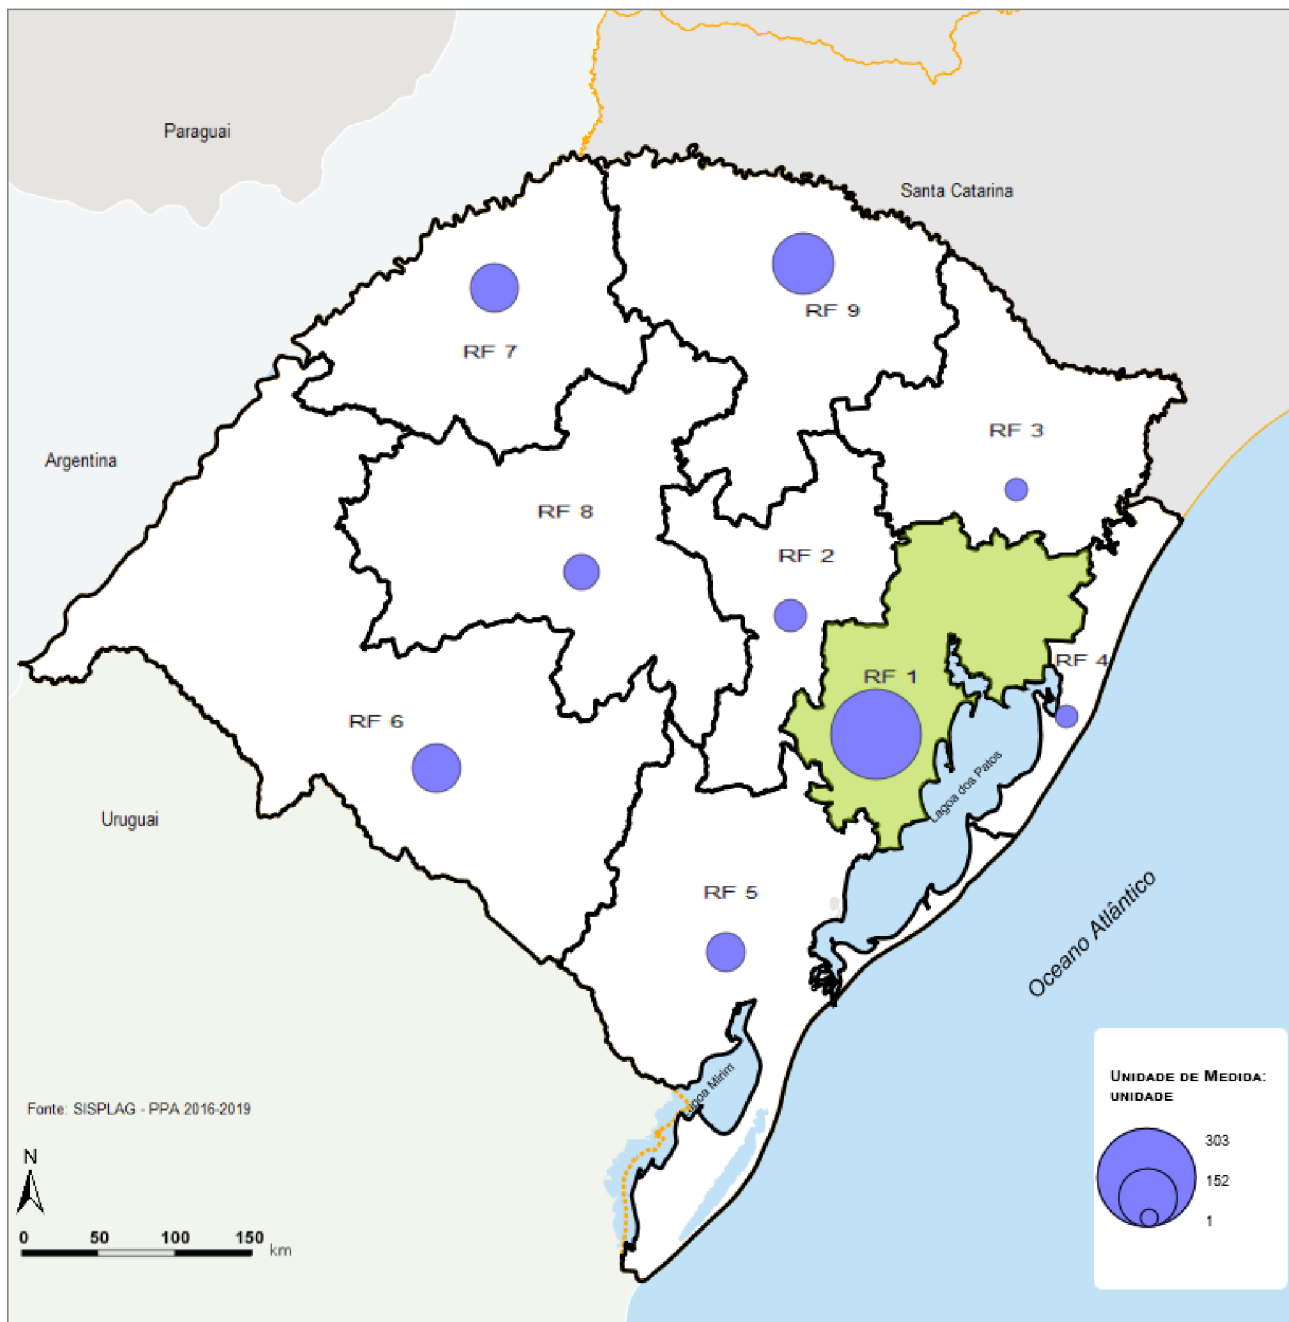 Paraguai
Santa Catarina
RF 9
RF 7
RF 3
Argentina
RF 8
RF 2
RF 4
RF 1
RF 6
Lagoa dos Patos
Uruguai
RF 5
Oceano Atlântico
Lagoa Mirim
UNIDADE DE MEDIDA:
UNIDADE
303
152
1
Fonte: SISPLAG - PPA 2016-2019
N
0 50 100 150
km